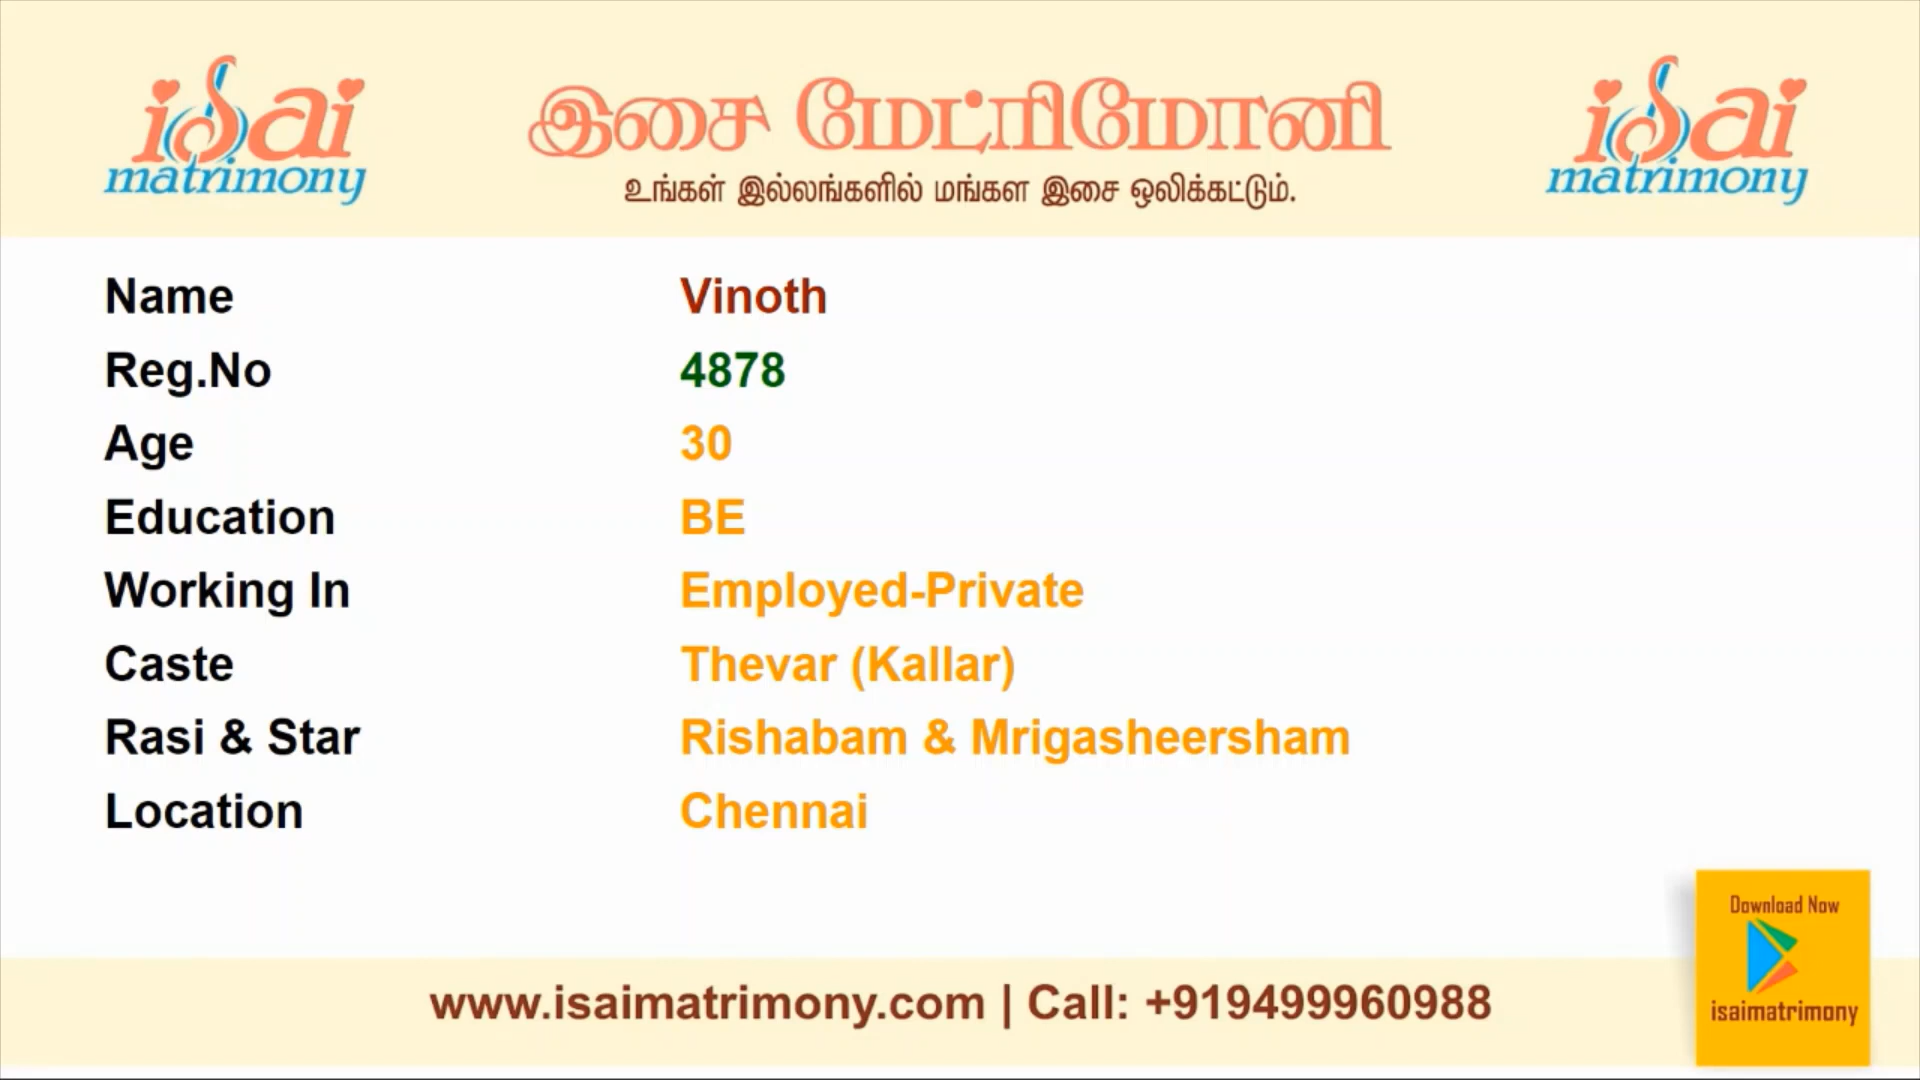 isai
matrimony
இசை மேட்ரிமோனி
உங்கள் இல்லங்களில் மங்கள இசை ஒலிக்கட்டும்.
isai
matrimony
Name Vinoth
Reg.No 4878
Age 30
Education BE
Working In Employed-Private
Caste Thevar (Kallar)
Rasi & Star Rishabam & Mrigasheersham
Location Chennai
Download Now
isaimatrimony
www.isaimatrimony.com | Call: +919499960988